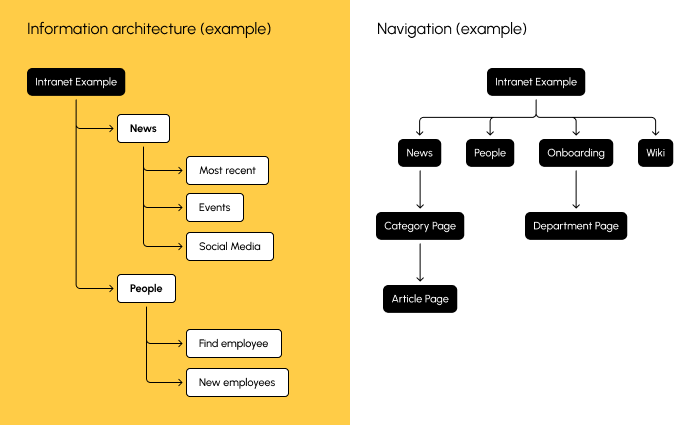 Information architecture (example)
Intranet Example
News
Most recent
Events
Social Media
People
Find employee
New employees
Navigation (example)
Intranet Example
News
People
Onboarding
Wiki
Category Page
Department Page
Article Page